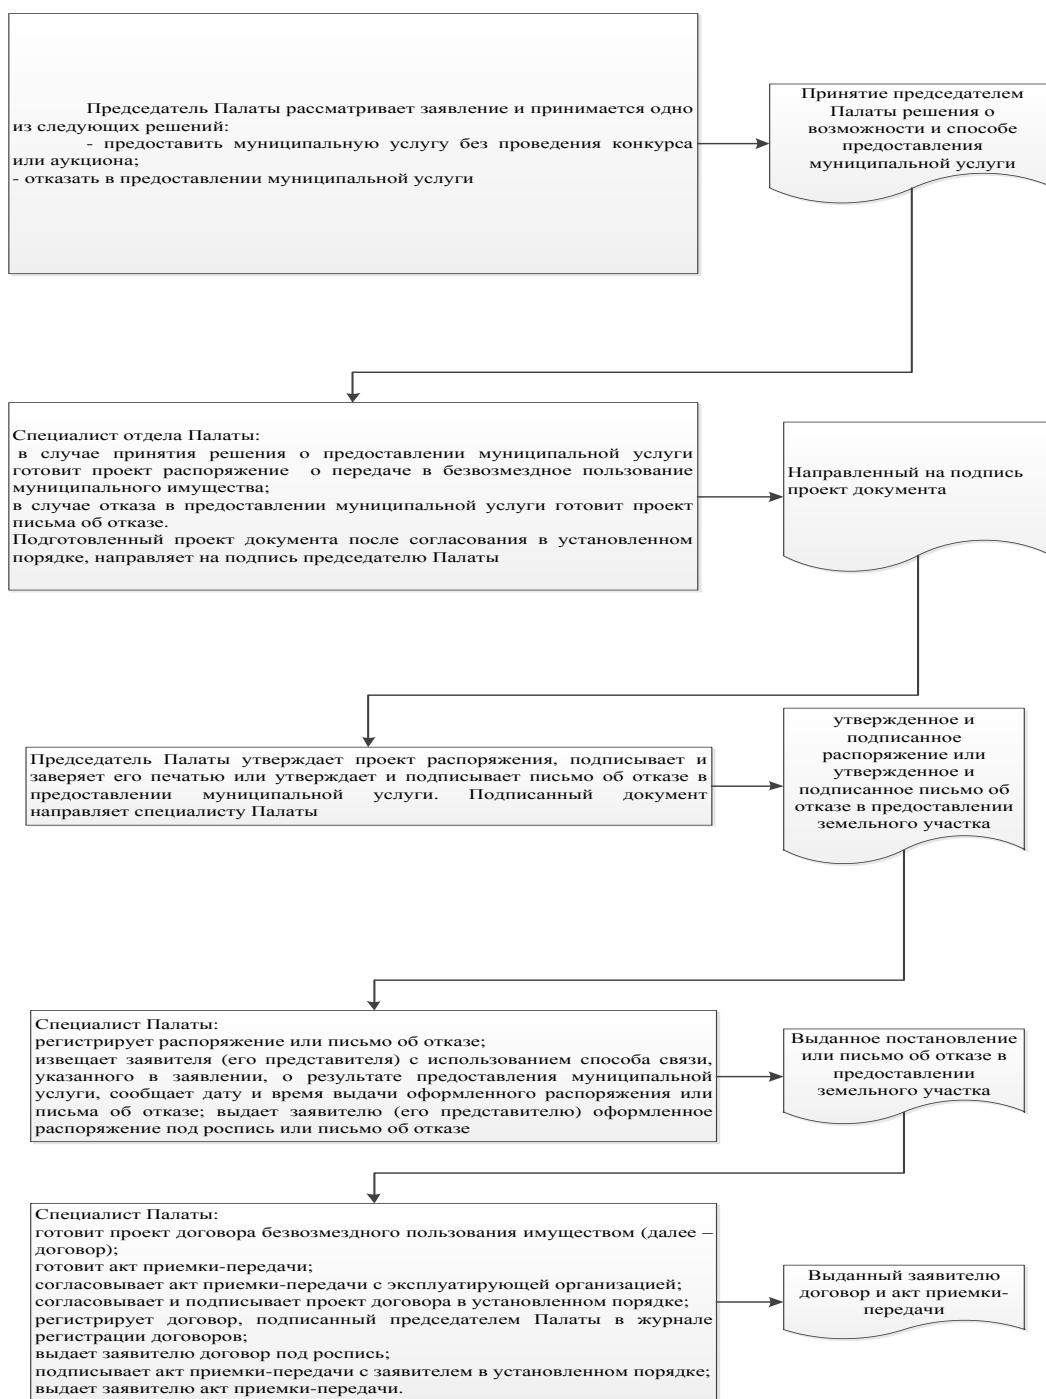 Председатель Палаты рассматривает заявление и принимается одно
из следующих решений:
- предоставить муниципальную услугу без проведения конкурса
или аукциона;
- отказать в предоставлении муниципальной услуги
Принятие председателем
Палаты решения о
возможности и способе
предоставления
муниципальной услуги
Специалист отдела Палаты:
в случае принятия решения о предоставлении муниципальной услуги
готовит проект распоряжение о передаче в безвозмездное пользование
муниципального имущества;
в случае отказа в предоставлении муниципальной услуги готовит проект
письма об отказе.
Подготовленный проект документа после согласования в установленном
порядке, направляет на подпись председателю Палаты
Направленный на подпись
проект документа
Председатель Палаты утверждает проект распоряжения, подписывает и
заверяет его печатью или утверждает и подписывает письмо об отказе в
предоставлении муниципальной услуги. Подписанный документ
направляет специалисту Палаты
утвержденное и
подписанное
распоряжение или
утвержденное и
подписанное письмо об
отказе в предоставлении
земельного участка
Специалист Палаты:
регистрирует распоряжение или письмо об отказе;
извещает заявителя (его представителя) с использованием способа связи,
указанного в заявлении, о результате предоставления муниципальной
услуги, сообщает дату и время выдачи оформленного распоряжения или
письма об отказе; выдает заявителю (его представителю) оформленное
распоряжение под роспись или письмо об отказе
Выданное постановление
или письмо об отказе в
предоставлении
земельного участка
Специалист Палаты:
готовит проект договора безвозмездного пользования имуществом (далее –
договор);
готовит акт приемки-передачи;
согласовывает акт приемки-передачи с эксплуатирующей организацией;
согласовывает и подписывает проект договора в установленном порядке;
регистрирует договор, подписанный председателем Палаты в журнале
регистрации договоров;
выдает заявителю договор под роспись;
подписывает акт приемки-передачи с заявителем в установленном порядке;
выдает заявителю акт приемки-передачи.
Выданный заявителю
договор и акт приемки-
передачи